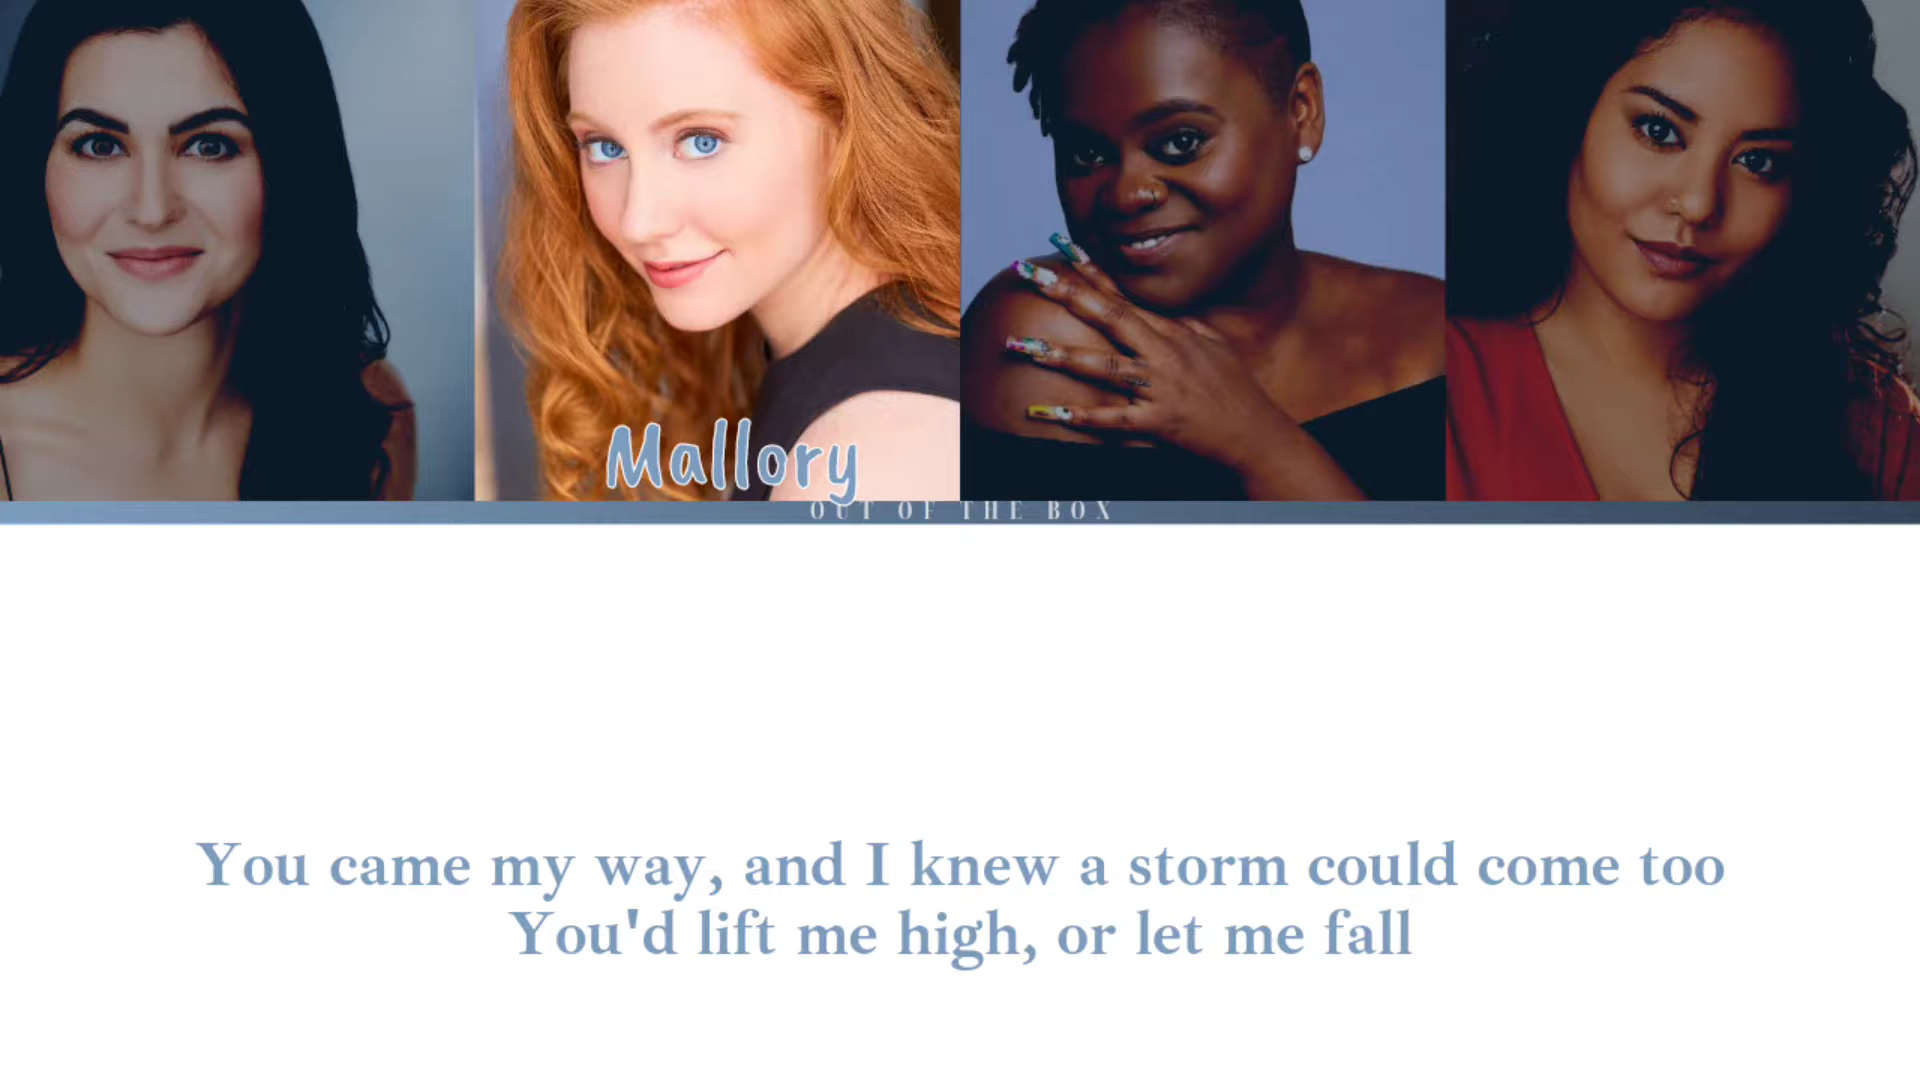 Mallory
OUT OF THE BOX
You came my way, and I knew a storm could come too
You'd lift me high, or let me fall